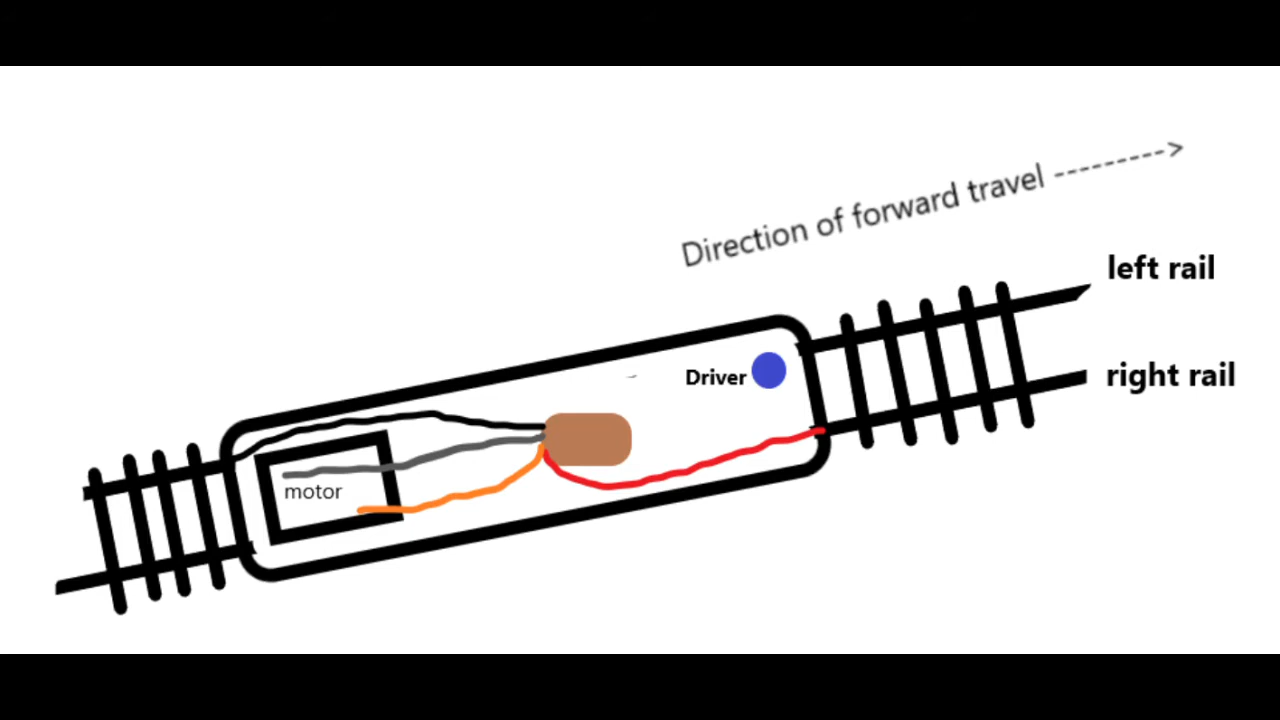 Direction of forward travel --------->
left rail
Driver
right rail
motor